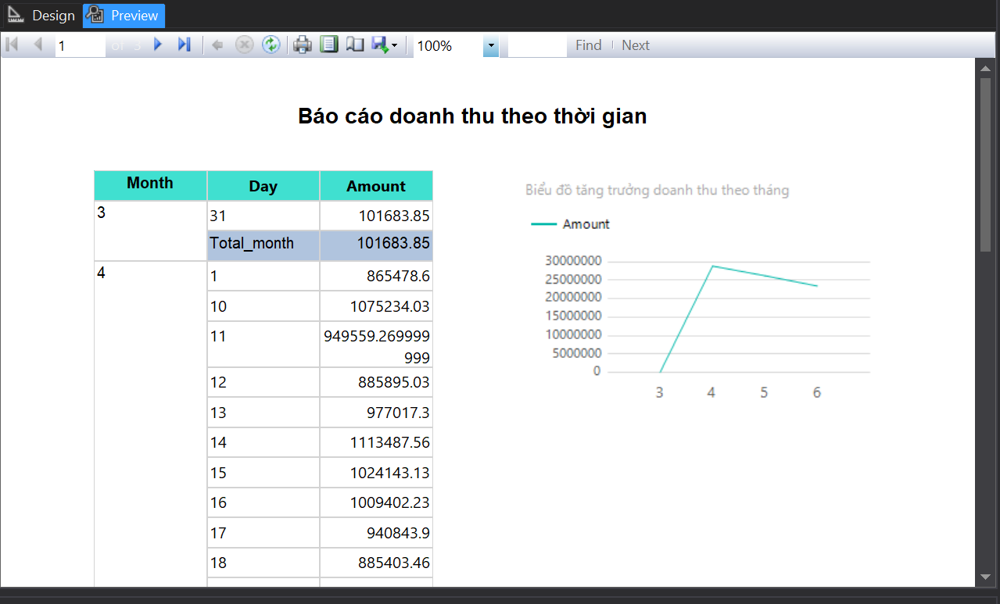 Design Preview
1 of 3 100% Find Next
Báo cáo doanh thu theo thời gian
Month Day Amount
3 31 101683.85
Total_month 101683.85
4 1 865478.6
10 1075234.03
11 949559.269999
999
12 885895.03
13 977017.3
14 1113487.56
15 1024143.13
16 1009402.23
17 940843.9
18 885403.46
Biểu đồ tăng trưởng doanh thu theo tháng
Amount
30000000
25000000
20000000
15000000
10000000
5000000
0
3 4 5 6